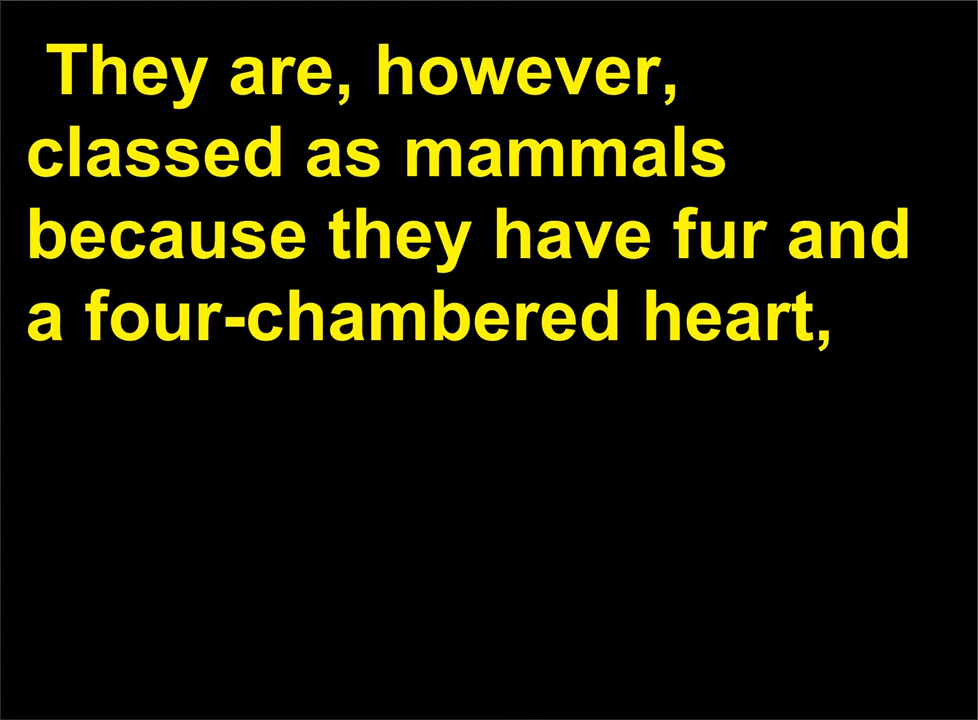 They are, however,
classed as mammals
because they have fur and
a four-chambered heart,